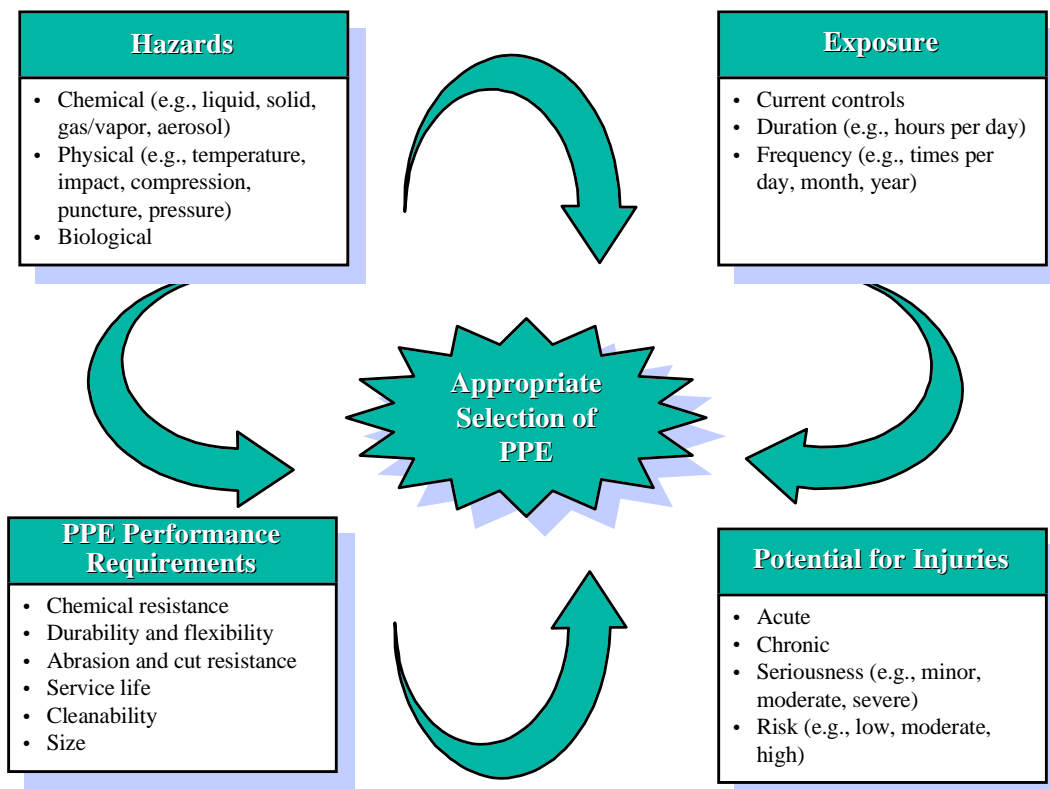 Hazards
• Chemical (e.g., liquid, solid,
gas/vapor, aerosol)
• Physical (e.g., temperature,
impact, compression,
puncture, pressure)
• Biological
Exposure
• Current controls
• Duration (e.g., hours per day)
• Frequency (e.g., times per
day, month, year)
Appropriate
Selection of
PPE
PPE Performance
Requirements
• Chemical resistance
• Durability and flexibility
• Abrasion and cut resistance
• Service life
• Cleanability
• Size
Potential for Injuries
• Acute
• Chronic
• Seriousness (e.g., minor,
moderate, severe)
• Risk (e.g., low, moderate,
high)